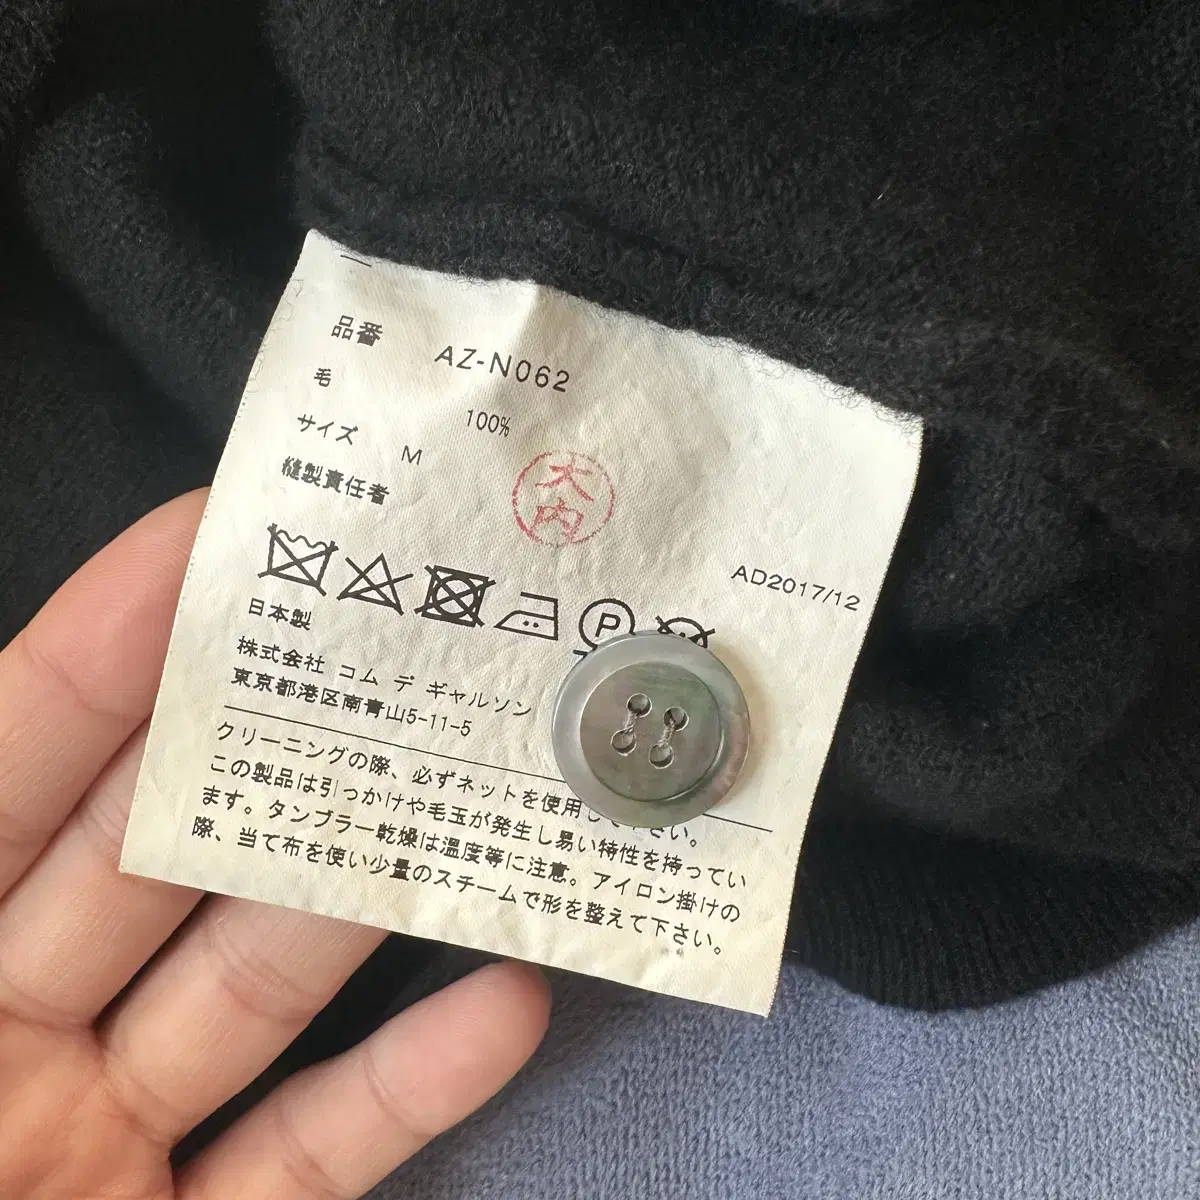 品番 AZ-N062
毛 100%
サイズ M
縫製責任者
大内
AD2017/12
P
日本製
株式会社 コム デ ギャルソン
東京都港区南青山5-11-5
クリーニングの際、必ずネットを使用して下さい。
この製品は引っかけや毛玉が発生し易い特性を持ってい
ます。タンブラー乾燥は温度等に注意。アイロン掛けの
際、当て布を使い少量のスチームで形を整えて下さい。